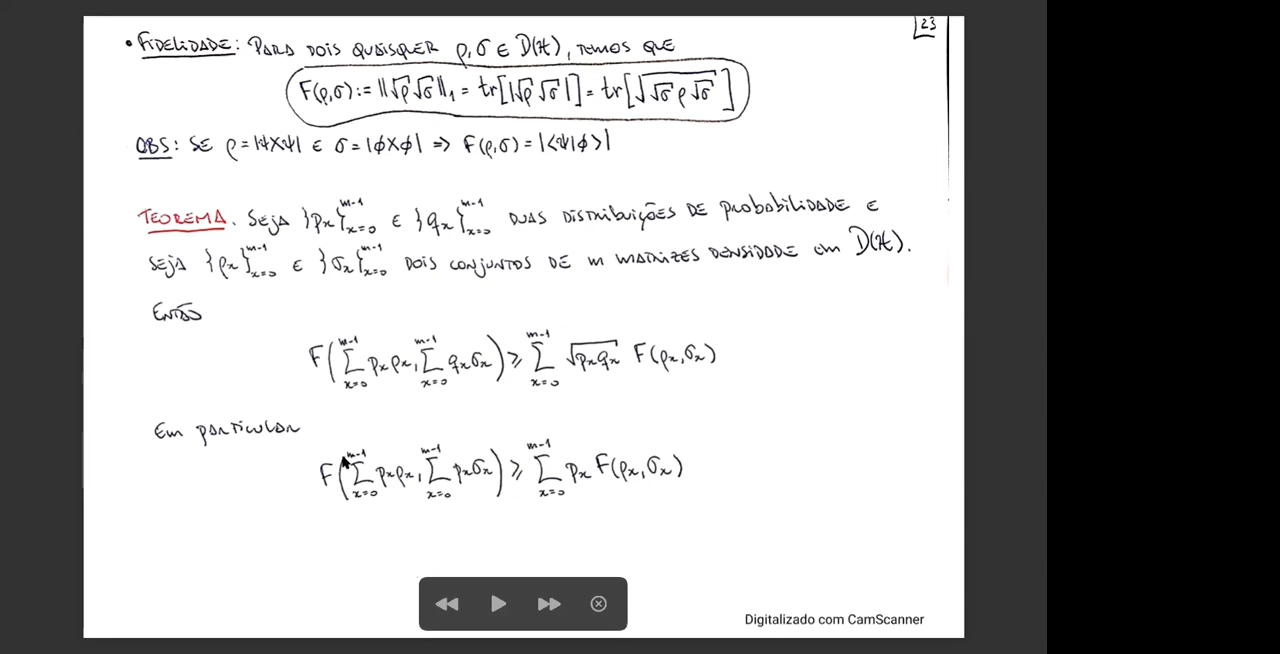 23
• FIDELIDADE: PARA DOIS QUAISQUER ρ, σ ∈ D(ℋ), TEMOS QUE
F(ρ,σ) := ||√ρ √σ||₁ = tr[|√ρ √σ|] = tr[√(√σ ρ √σ)]
OBS: SE ρ = |ψ⟩⟨ψ| E σ = |ϕ⟩⟨ϕ| ⇒ F(ρ,σ) = |⟨ψ|ϕ⟩|
TEOREMA. SEJA {pₓ}ₓ₌₀^{m-1} E {qₓ}ₓ₌₀^{m-1} DUAS DISTRIBUIÇÕES DE PROBABILIDADE E
SEJA {ρₓ}ₓ₌₀^{m-1} E {σₓ}ₓ₌₀^{m-1} DOIS CONJUNTOS DE m MATRIZES DENSIDADE em D(ℋ).
ENTÃO
F(∑ₓ₌₀^{m-1} pₓρₓ, ∑ₓ₌₀^{m-1} qₓσₓ) ≥ ∑ₓ₌₀^{m-1} √(pₓqₓ) F(ρₓ,σₓ)
Em particular
F(∑ₓ₌₀^{m-1} pₓρₓ, ∑ₓ₌₀^{m-1} pₓσₓ) ≥ ∑ₓ₌₀^{m-1} pₓ F(ρₓ,σₓ)
Digitalizado com CamScanner